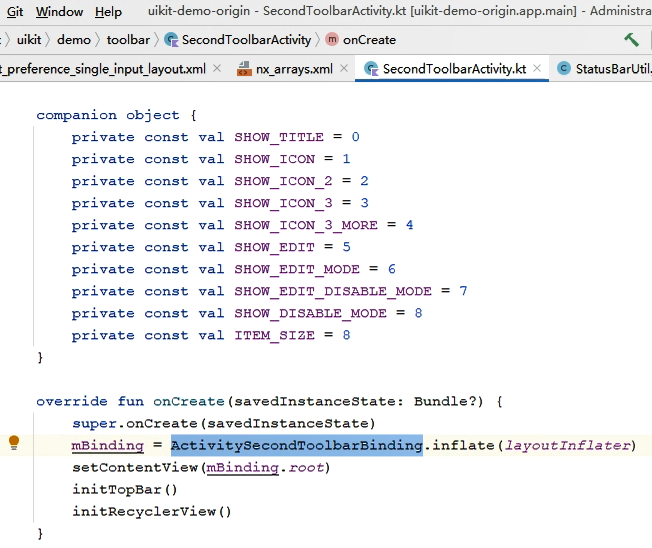 Git Window Help uikit-demo-origin - SecondToolbarActivity.kt [uikit-demo-origin.app.main] - Administra
uikit demo toolbar SecondToolbarActivity m onCreate
t_preference_single_input_layout.xml nx_arrays.xml SecondToolbarActivity.kt StatusBarUtil.
companion object {
private const val SHOW_TITLE = 0
private const val SHOW_ICON = 1
private const val SHOW_ICON_2 = 2
private const val SHOW_ICON_3 = 3
private const val SHOW_ICON_3_MORE = 4
private const val SHOW_EDIT = 5
private const val SHOW_EDIT_MODE = 6
private const val SHOW_EDIT_DISABLE_MODE = 7
private const val SHOW_DISABLE_MODE = 8
private const val ITEM_SIZE = 8
}
override fun onCreate(savedInstanceState: Bundle?) {
super.onCreate(savedInstanceState)
mBinding = ActivitySecondToolbarBinding.inflate(layoutInflater)
setContentView(mBinding.root)
initTopBar()
initRecyclerView()
}